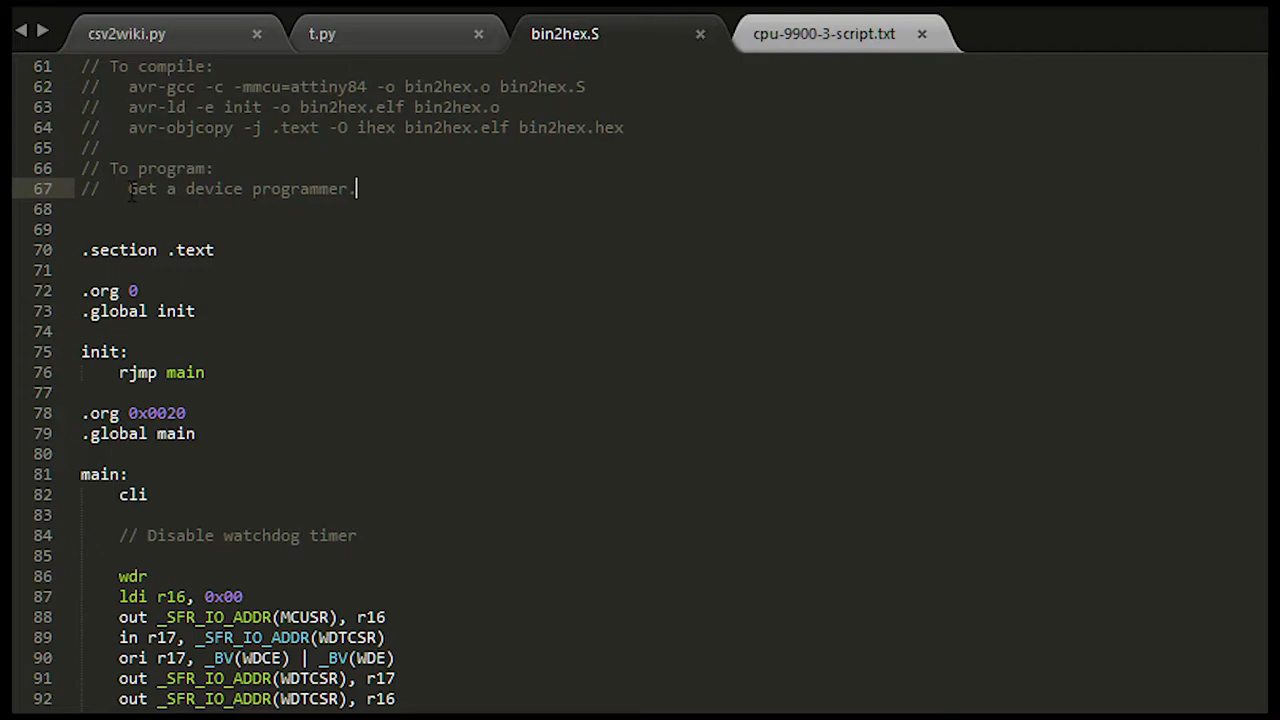 csv2wiki.py
t.py
bin2hex.S
cpu-9900-3-script.txt
61 // To compile:
62 //   avr-gcc -c -mmcu=attiny84 -o bin2hex.o bin2hex.S
63 //   avr-ld -e init -o bin2hex.elf bin2hex.o
64 //   avr-objcopy -j .text -O ihex bin2hex.elf bin2hex.hex
65 //
66 // To program:
67 //   Get a device programmer.
68
69
70 .section .text
71
72 .org 0
73 .global init
74
75 init:
76     rjmp main
77
78 .org 0x0020
79 .global main
80
81 main:
82     cli
83
84     // Disable watchdog timer
85
86     wdr
87     ldi r16, 0x00
88     out _SFR_IO_ADDR(MCUSR), r16
89     in r17, _SFR_IO_ADDR(WDTCSR)
90     ori r17, _BV(WDCE) | _BV(WDE)
91     out _SFR_IO_ADDR(WDTCSR), r17
92     out _SFR_IO_ADDR(WDTCSR), r16